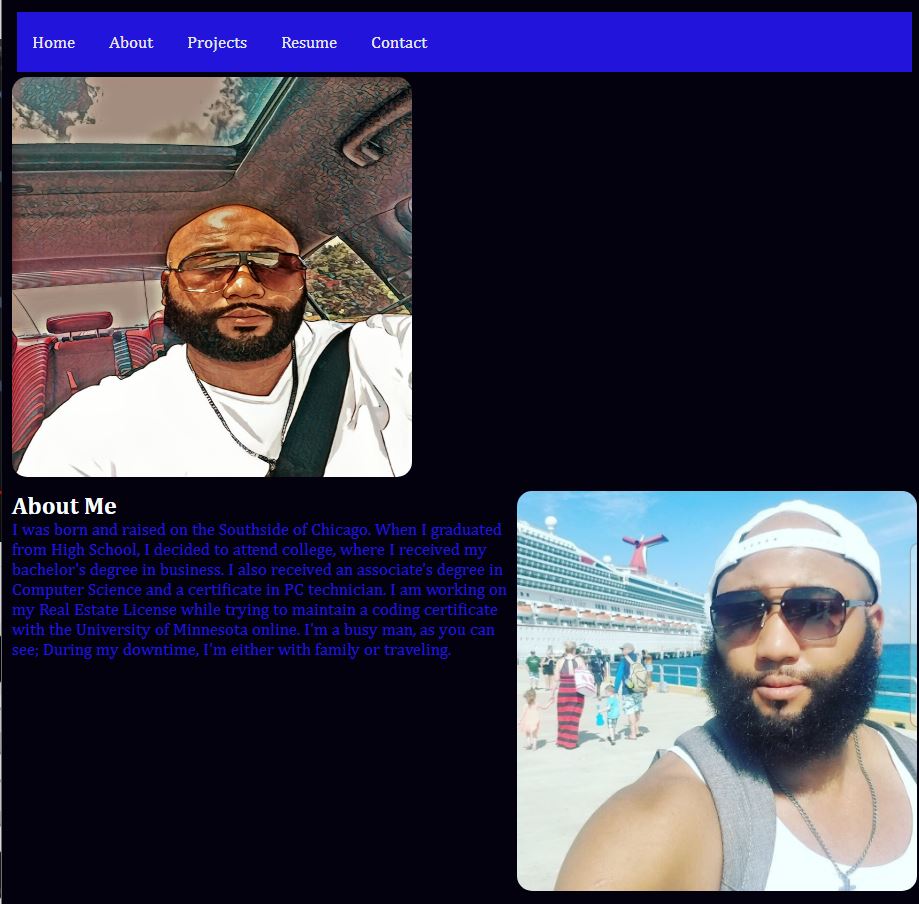 Home About Projects Resume Contact
About Me
I was born and raised on the Southside of Chicago. When I graduated
from High School, I decided to attend college, where I received my
bachelor's degree in business. I also received an associate's degree in
Computer Science and a certificate in PC technician. I am working on
my Real Estate License while trying to maintain a coding certificate
with the University of Minnesota online. I'm a busy man, as you can
see; During my downtime, I'm either with family or traveling.